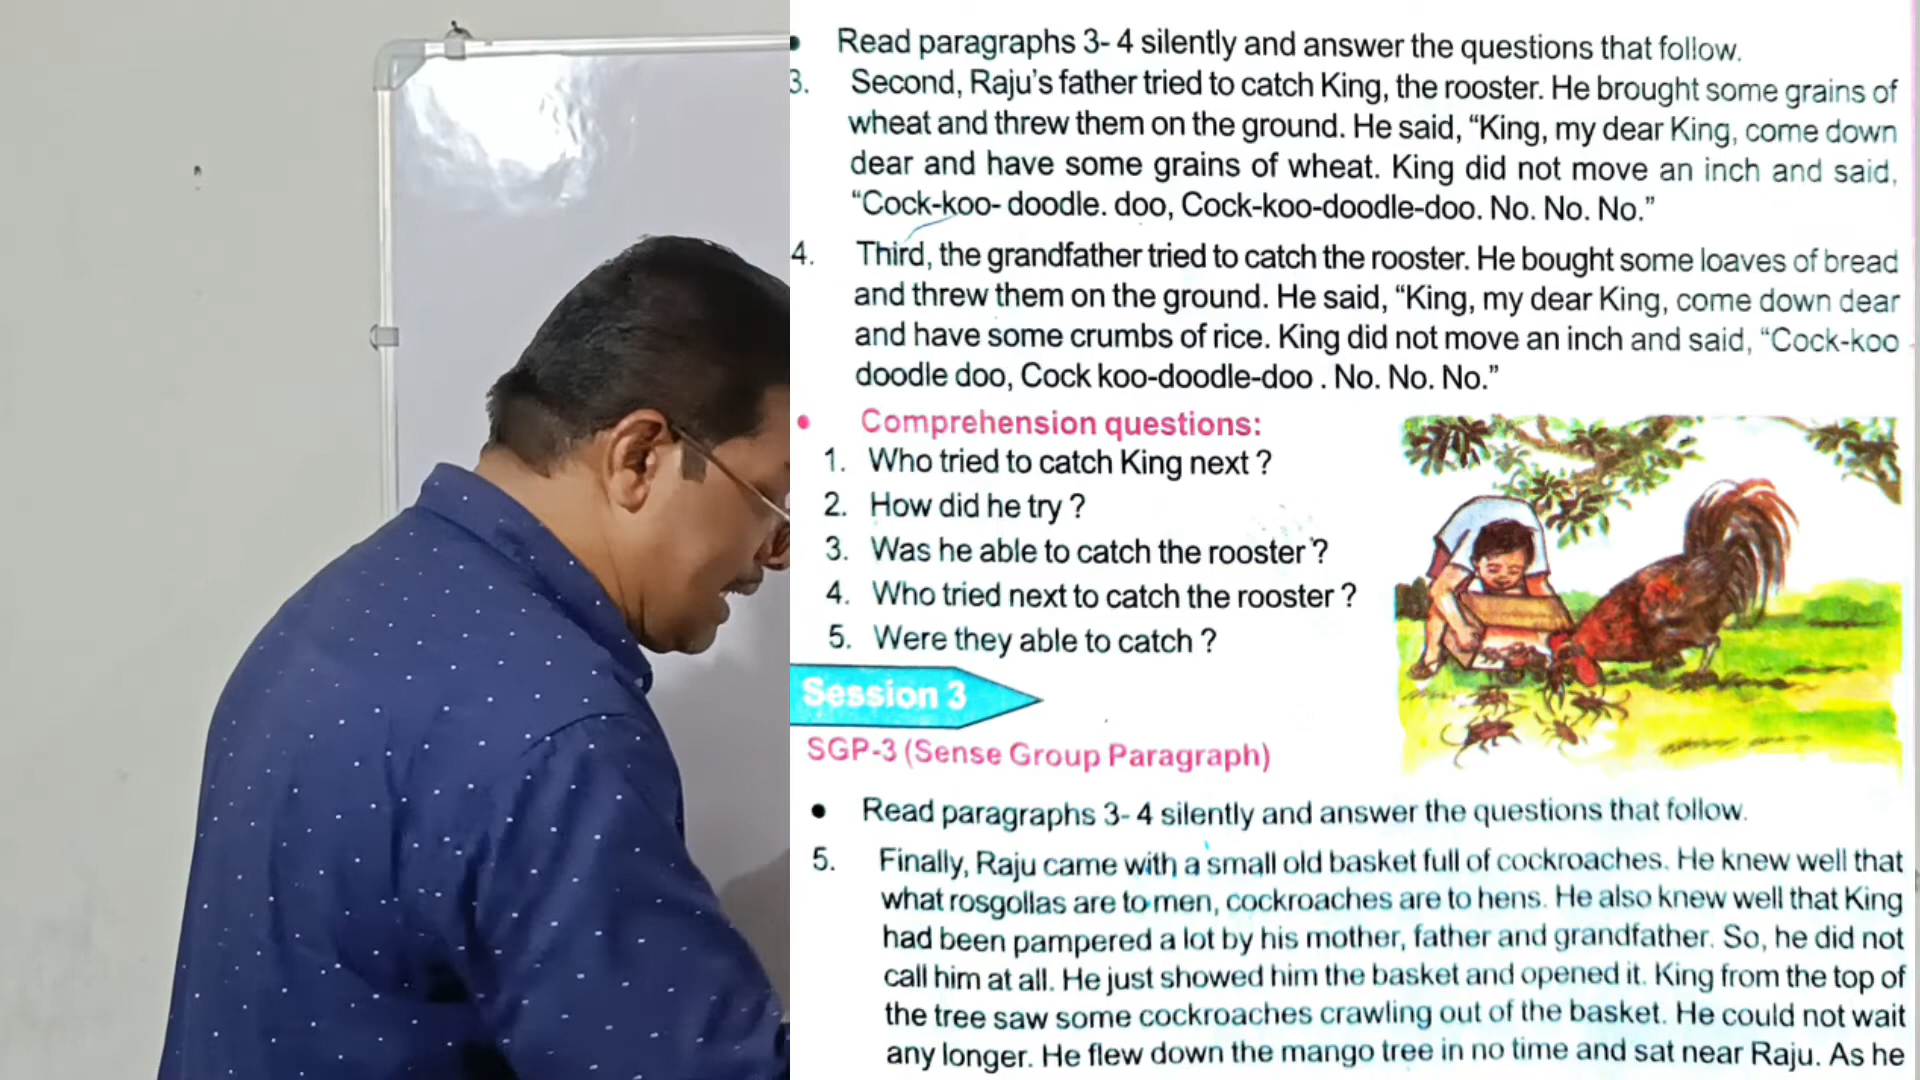 • Read paragraphs 3- 4 silently and answer the questions that follow.
3. Second, Raju's father tried to catch King, the rooster. He brought some grains of
wheat and threw them on the ground. He said, “King, my dear King, come down
dear and have some grains of wheat. King did not move an inch and said,
“Cock-koo- doodle. doo, Cock-koo-doodle-doo. No. No. No.”
4. Third, the grandfather tried to catch the rooster. He bought some loaves of bread
and threw them on the ground. He said, “King, my dear King, come down dear
and have some crumbs of rice. King did not move an inch and said, “Cock-koo
doodle doo, Cock koo-doodle-doo . No. No. No.”
• Comprehension questions:
1. Who tried to catch King next ?
2. How did he try ?
3. Was he able to catch the rooster ?
4. Who tried next to catch the rooster ?
5. Were they able to catch ?
Session 3
SGP-3 (Sense Group Paragraph)
• Read paragraphs 3- 4 silently and answer the questions that follow.
5. Finally, Raju came with a small old basket full of cockroaches. He knew well that
what rosgollas are to men, cockroaches are to hens. He also knew well that King
had been pampered a lot by his mother, father and grandfather. So, he did not
call him at all. He just showed him the basket and opened it. King from the top of
the tree saw some cockroaches crawling out of the basket. He could not wait
any longer. He flew down the mango tree in no time and sat near Raju. As he